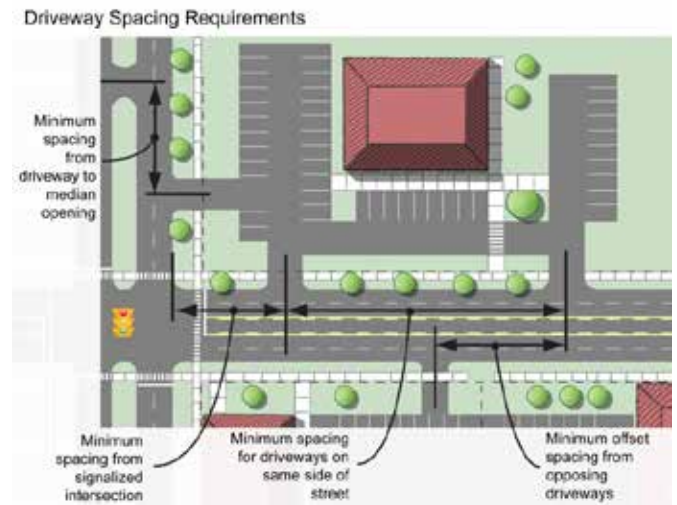 Driveway Spacing Requirements
Minimum
spacing
from
driveway to
median
opening
Minimum
spacing from
signalized
intersection
Minimum spacing
for driveways on
same side of
street
Minimum offset
spacing from
opposing
driveways